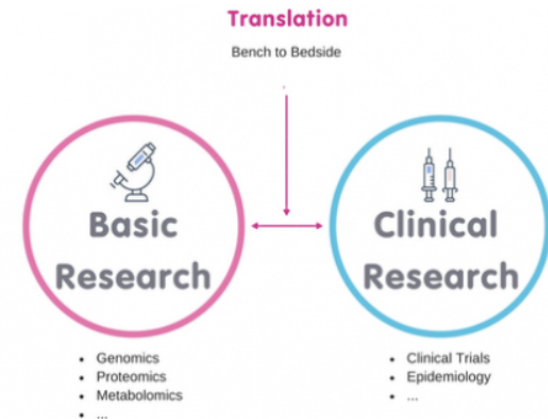 Translation
Bench to Bedside
Basic
Research
Clinical
Research
• Genomics
• Proteomics
• Metabolomics
• ...
• Clinical Trials
• Epidemiology
• ...